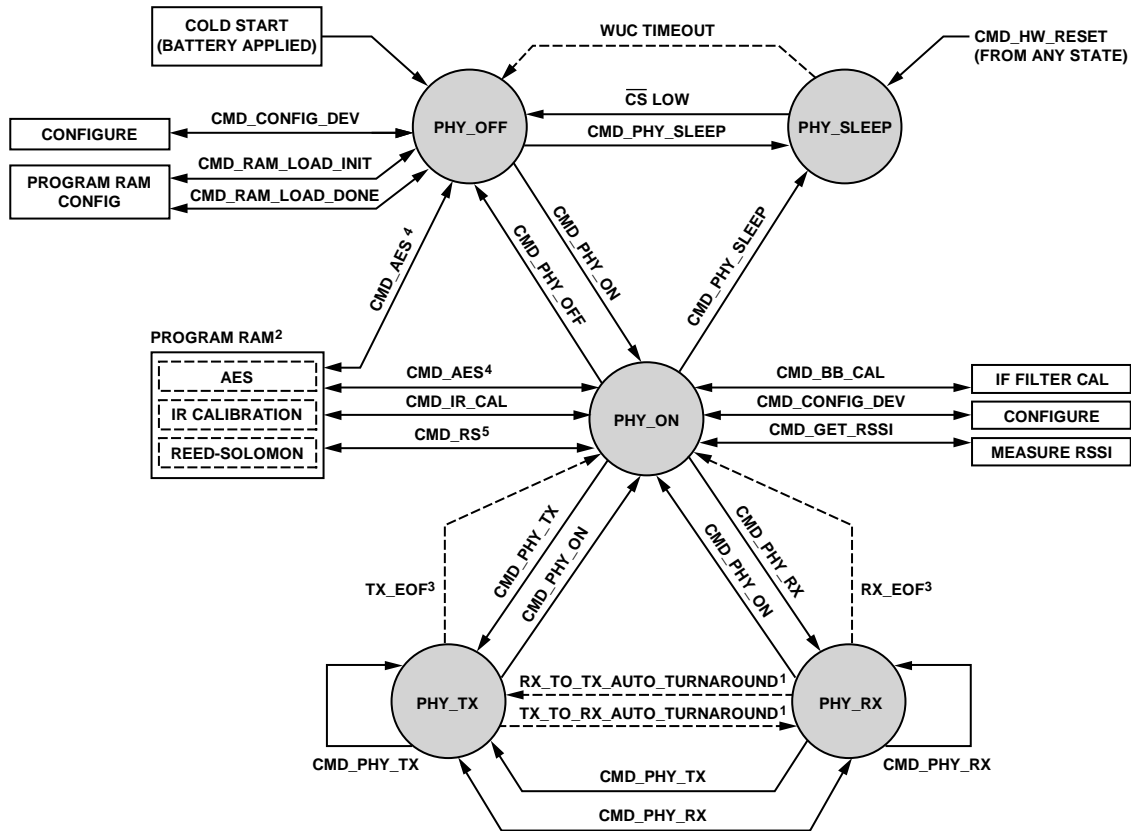 COLD START
(BATTERY APPLIED)
WUC TIMEOUT
CMD_HW_RESET
(FROM ANY STATE)
CS LOW
PHY_OFF
PHY_SLEEP
CMD_CONFIG_DEV
CONFIGURE
CMD_PHY_SLEEP
CMD_RAM_LOAD_INIT
PROGRAM RAM
CONFIG
CMD_RAM_LOAD_DONE
CMD_AES4
CMD_PHY_OFF
CMD_PHY_ON
CMD_PHY_SLEEP
PROGRAM RAM2
AES
IR CALIBRATION
REED-SOLOMON
CMD_AES4
CMD_IR_CAL
CMD_RS5
PHY_ON
CMD_BB_CAL
IF FILTER CAL
CMD_CONFIG_DEV
CONFIGURE
CMD_GET_RSSI
MEASURE RSSI
TX_EOF3
CMD_PHY_TX
CMD_PHY_ON
CMD_PHY_ON
CMD_PHY_RX
RX_EOF3
RX_TO_TX_AUTO_TURNAROUND1
PHY_TX
PHY_RX
TX_TO_RX_AUTO_TURNAROUND1
CMD_PHY_TX
CMD_PHY_TX
CMD_PHY_RX
CMD_PHY_RX